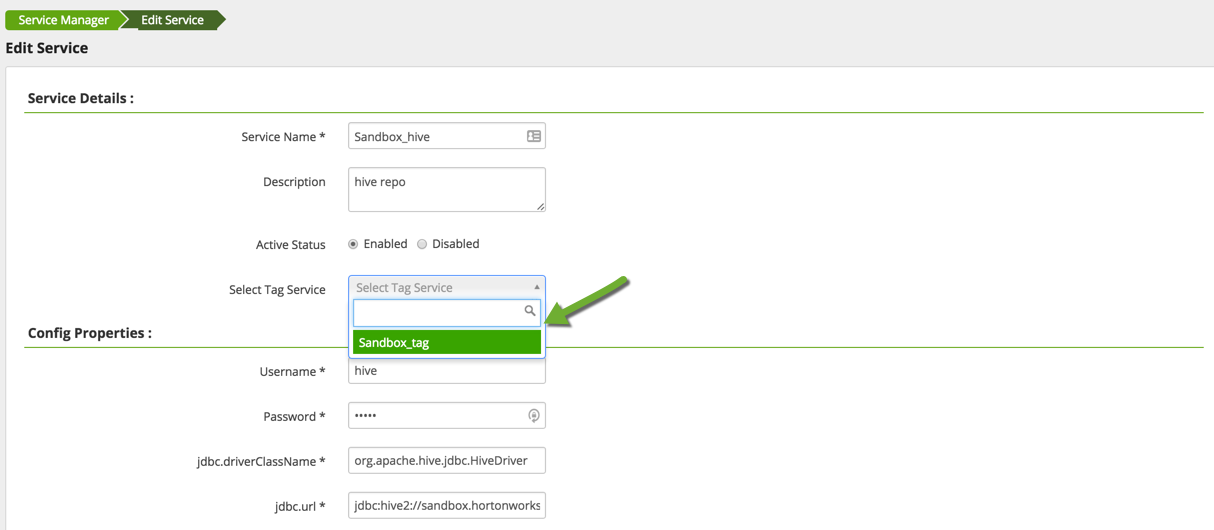 Service Manager Edit Service
Edit Service
Service Details :
Service Name * Sandbox_hive
Description hive repo
Active Status Enabled Disabled
Select Tag Service Select Tag Service
Sandbox_tag
Config Properties :
Username * hive
Password * •••••
jdbc.driverClassName * org.apache.hive.jdbc.HiveDriver
jdbc.url * jdbc:hive2://sandbox.hortonworks